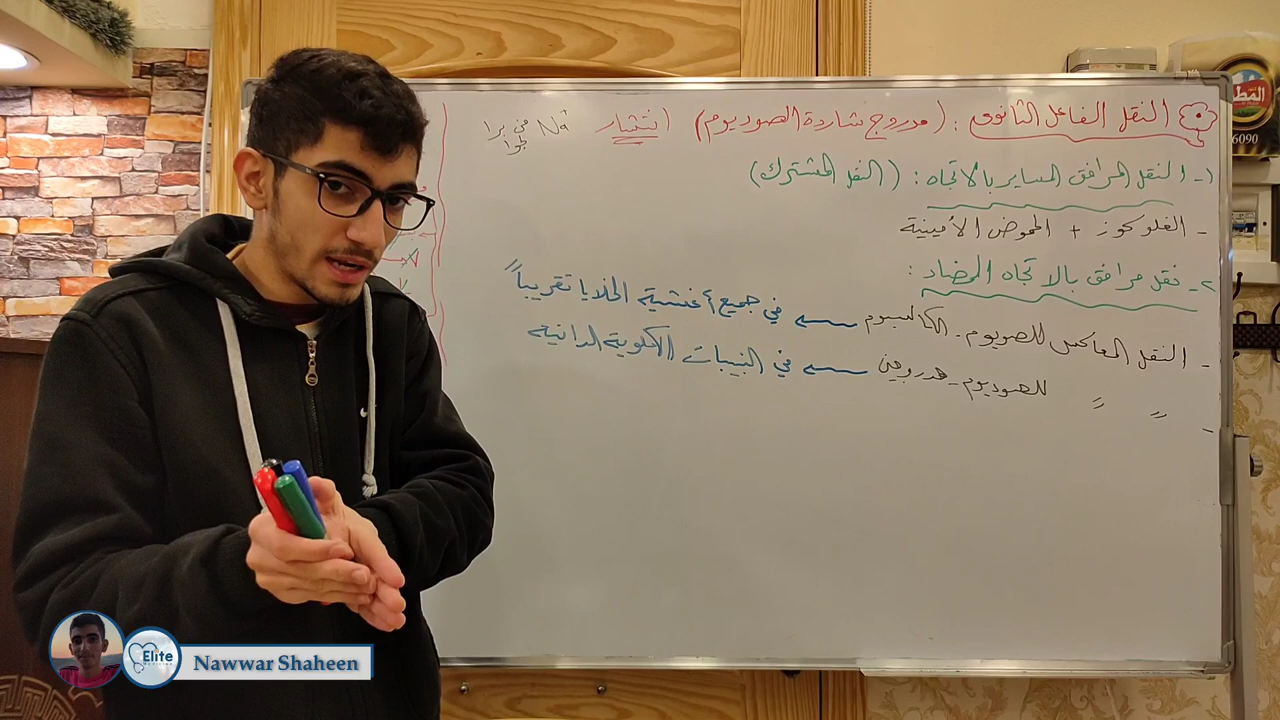 النقل الفاعل الثانوي : (مدروج شاردة الصوديوم) انتشار Na من برا لجوا
١- النقل المرافق المساير بالاتجاه : (النقل المشترك)
- الغلوكوز + الحموض الأمينية
٢- نقل مرافق بالاتجاه المضاد :
- النقل المعاكس للصوديوم - الكالسيوم في جميع أغشية الخلايا تقريباً
- " " للصوديوم - هدروجين في النبيبات الكلوية الدانية
القط
6090
Elite
Nawwar Shaheen